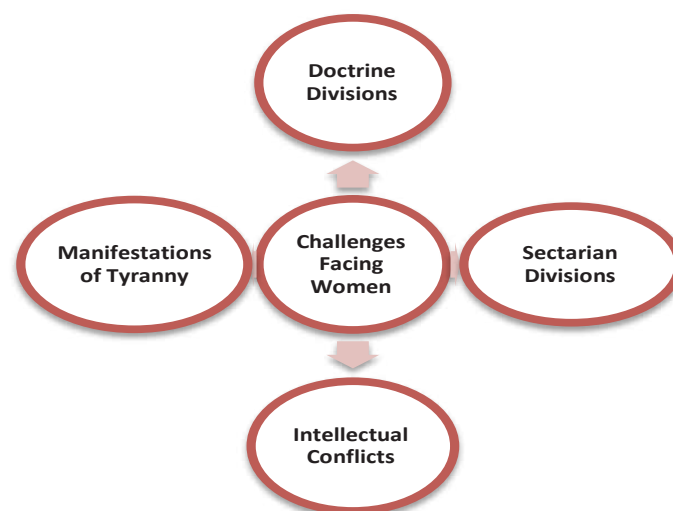 Doctrine
Divisions
Manifestations
of Tyranny
Challenges
Facing
Women
Sectarian
Divisions
Intellectual
Conflicts